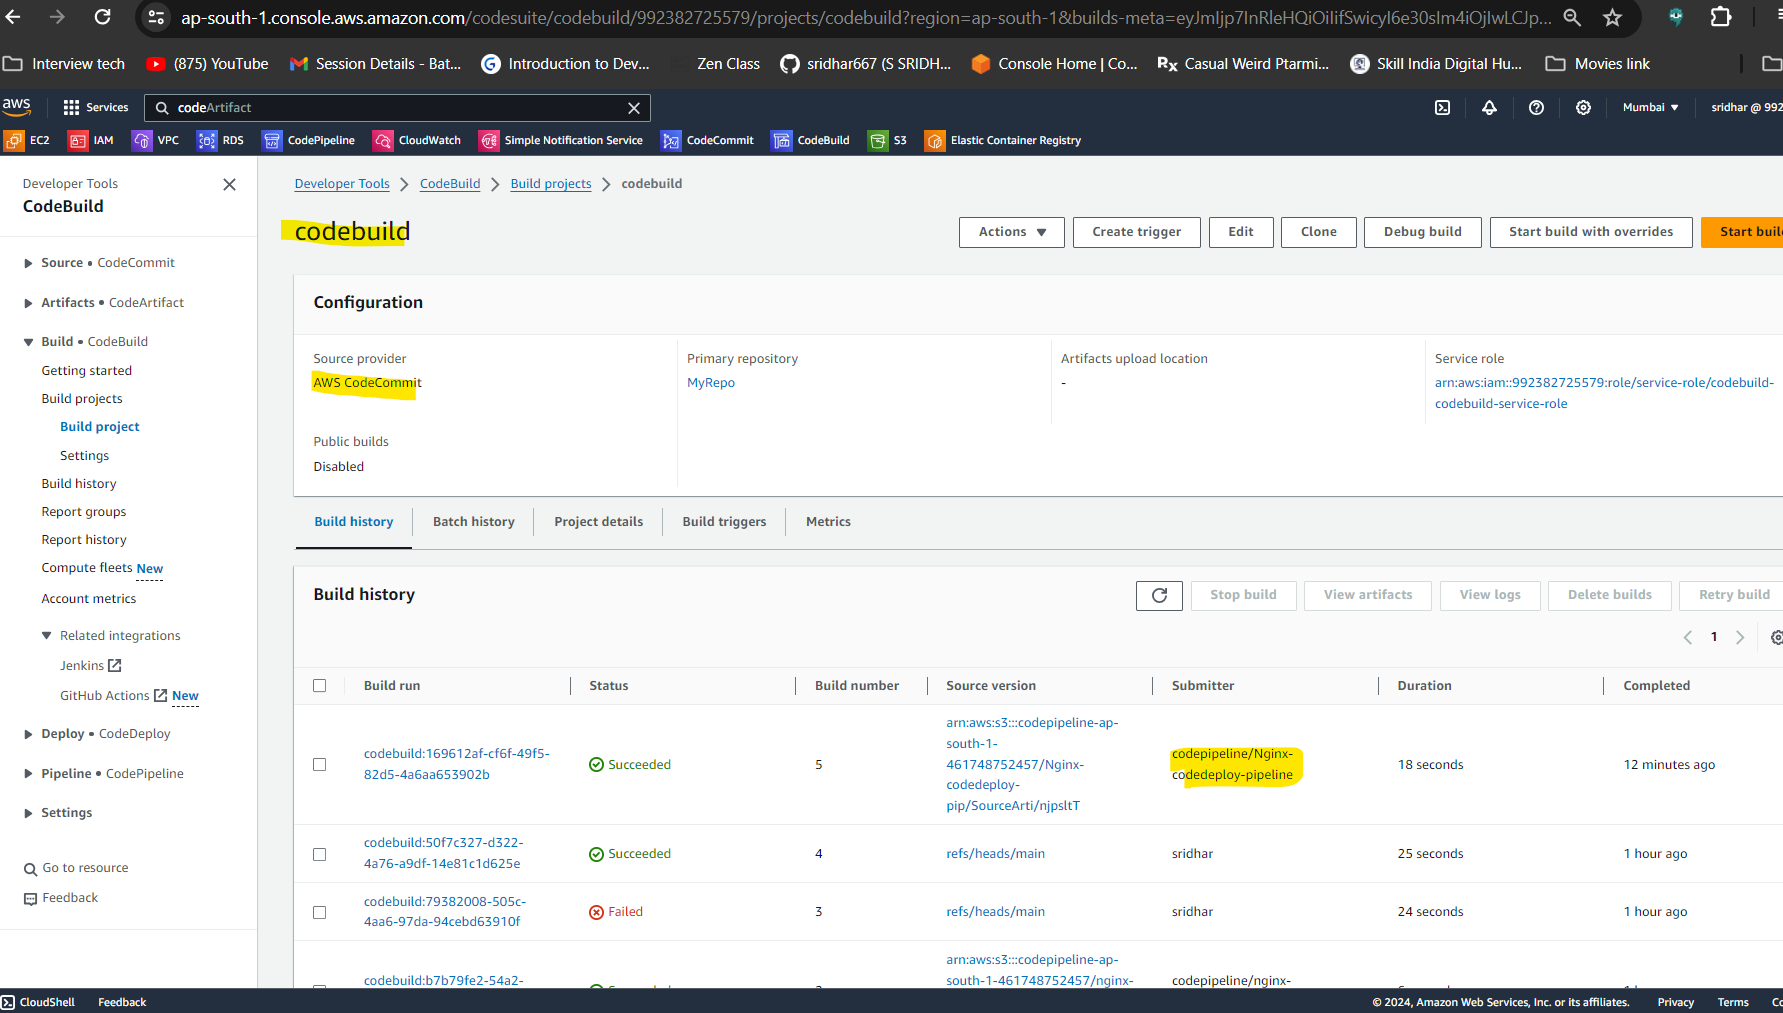 ap-south-1.console.aws.amazon.com/codesuite/codebuild/992382725579/projects/codebuild?region=ap-south-1&builds-meta=eyJmIjp7InRleHQiOiIifSwicyI6e30sIm4iOjIwLCJp...
Interview tech
(875) YouTube
Session Details - Bat...
Introduction to Dev...
Zen Class
sridhar667 (S SRIDH...
Console Home | Co...
Rx Casual Weird Ptarmi...
Skill India Digital Hu...
Movies link
aws
Services
codeArtifact
Mumbai
sridhar @ 992
EC2
IAM
VPC
RDS
CodePipeline
CloudWatch
Simple Notification Service
CodeCommit
CodeBuild
S3
Elastic Container Registry
Developer Tools
CodeBuild
Source • CodeCommit
Artifacts • CodeArtifact
Build • CodeBuild
Getting started
Build projects
Build project
Settings
Build history
Report groups
Report history
Compute fleets New
Account metrics
Related integrations
Jenkins
GitHub Actions New
Deploy • CodeDeploy
Pipeline • CodePipeline
Settings
Go to resource
Feedback
Developer Tools
CodeBuild
Build projects
codebuild
codebuild
Actions
Create trigger
Edit
Clone
Debug build
Start build with overrides
Start buil
Configuration
Source provider
AWS CodeCommit
Primary repository
MyRepo
Artifacts upload location
-
Service role
arn:aws:iam::992382725579:role/service-role/codebuild-
codebuild-service-role
Public builds
Disabled
Build history
Batch history
Project details
Build triggers
Metrics
Build history
Stop build
View artifacts
View logs
Delete builds
Retry build
1
Build run
Status
Build number
Source version
Submitter
Duration
Completed
codebuild:169612af-cf6f-49f5-
82d5-4a6aa653902b
Succeeded
5
arn:aws:s3:::codepipeline-ap-
south-1-
461748752457/Nginx-
codedeploy-
pip/SourceArti/njpsltT
codepipeline/Nginx-
codedeploy-pipeline
18 seconds
12 minutes ago
codebuild:50f7c327-d322-
4a76-a9df-14e81c1d625e
Succeeded
4
refs/heads/main
sridhar
25 seconds
1 hour ago
codebuild:79382008-505c-
4aa6-97da-94cebd63910f
Failed
3
refs/heads/main
sridhar
24 seconds
1 hour ago
codebuild:b7b79fe2-54a2-
arn:aws:s3:::codepipeline-ap-
south-1-461748752457/nginx-
codepipeline/nginx-
CloudShell
Feedback
© 2024, Amazon Web Services, Inc. or its affiliates.
Privacy
Terms